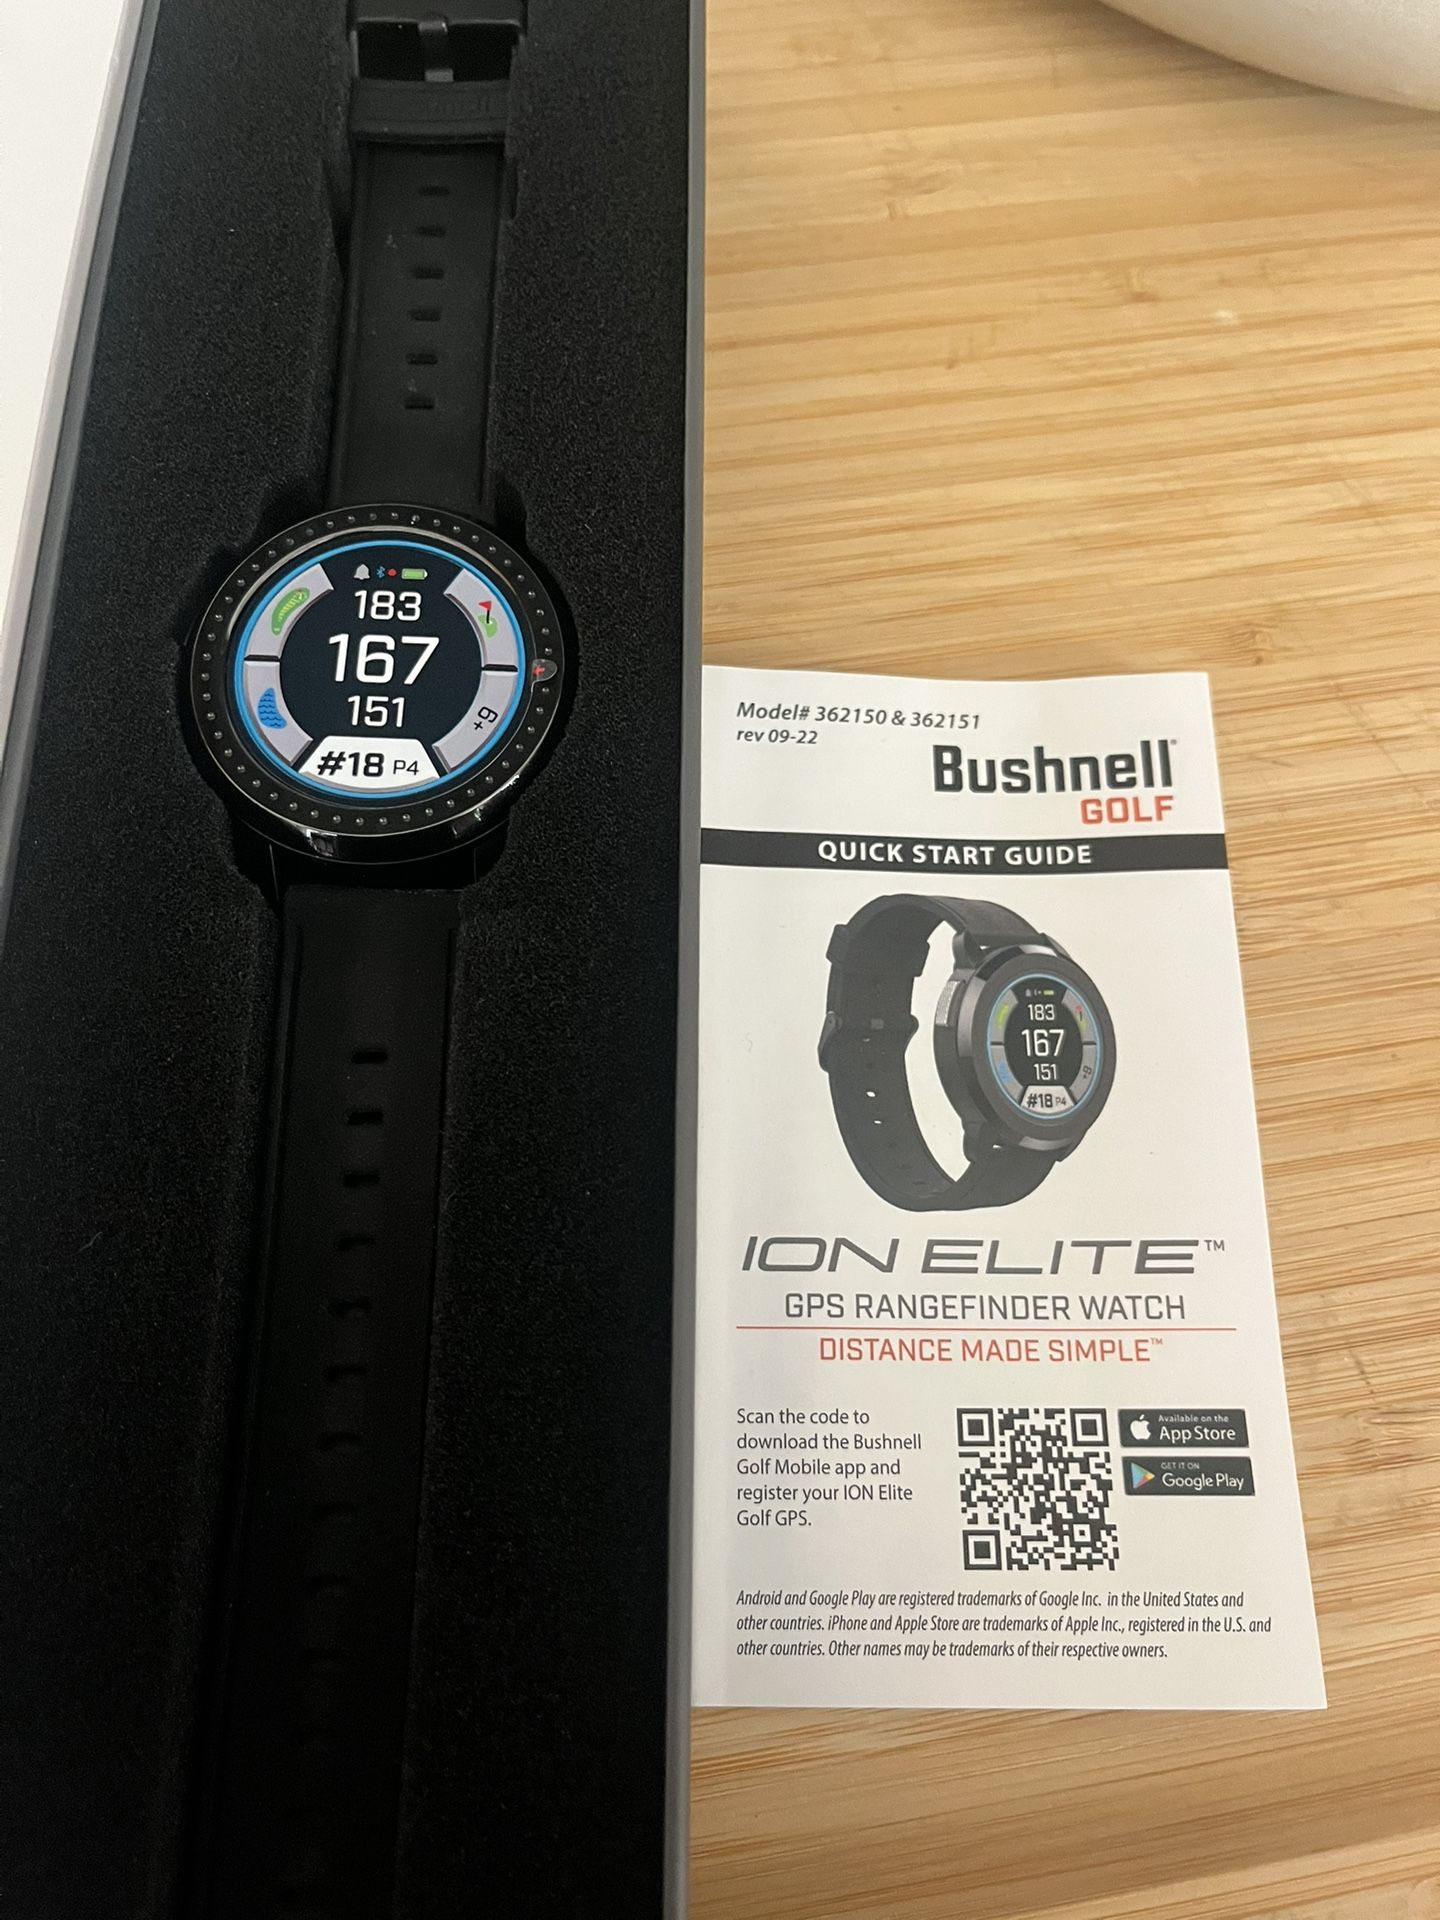 183
167
151
+9
#18 P4
Model# 362150 & 362151
rev 09-22
Bushnell®
GOLF
QUICK START GUIDE
183
167
151
+9
#18 P4
ION ELITE™
GPS RANGEFINDER WATCH
DISTANCE MADE SIMPLE™
Scan the code to
download the Bushnell
Golf Mobile app and
register your ION Elite
Golf GPS.
Available on the
App Store
GET IT ON
Google Play
Android and Google Play are registered trademarks of Google Inc. in the United States and
other countries. iPhone and Apple Store are trademarks of Apple Inc., registered in the U.S. and
other countries. Other names may be trademarks of their respective owners.